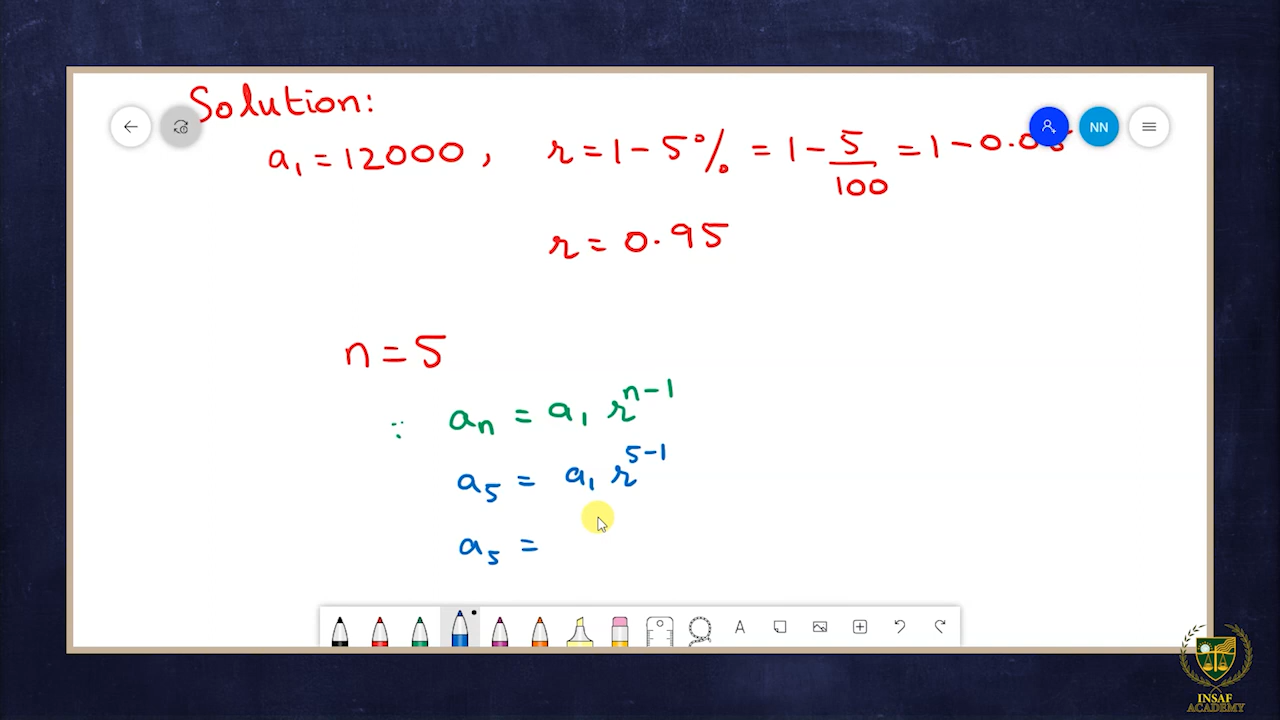 Solution:
a₁ = 12000 , r = 1 - 5% = 1 - 5/100 = 1 - 0.05
r = 0.95
n = 5
∵ aₙ = a₁ rⁿ⁻¹
a₅ = a₁ r⁵⁻¹
a₅ =
NN
A
INSAF
ACADEMY